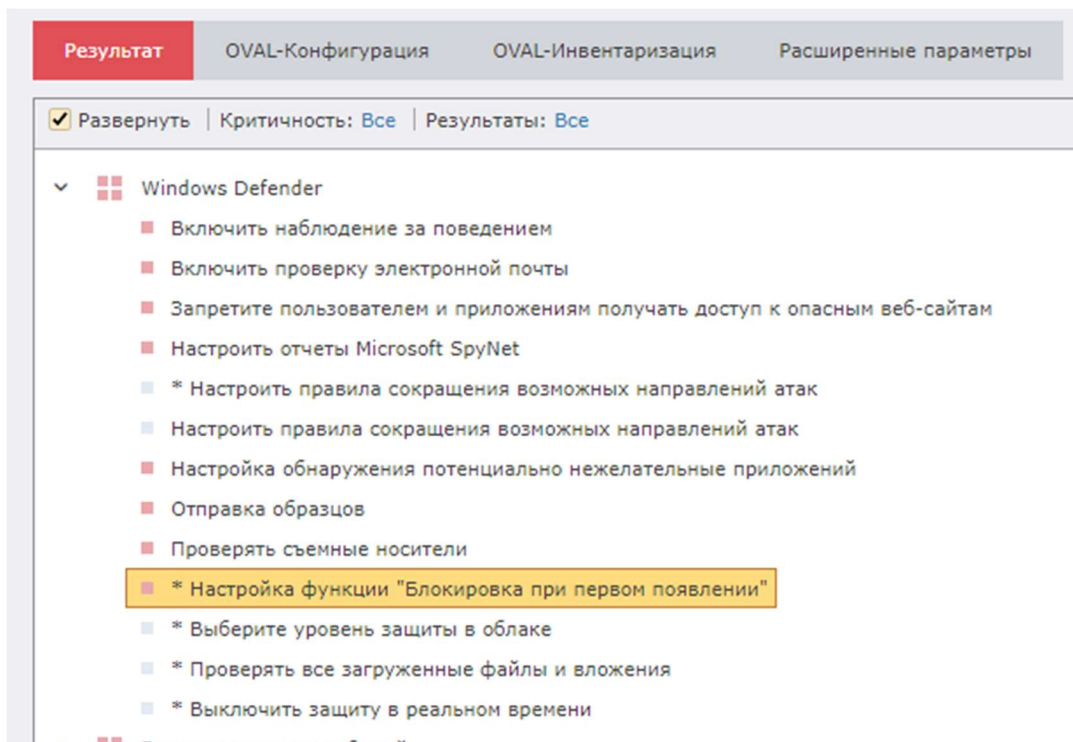 Результат OVAL-Конфигурация OVAL-Инвентаризация Расширенные параметры
Развернуть | Критичность: Все | Результаты: Все
Windows Defender
Включить наблюдение за поведением
Включить проверку электронной почты
Запретите пользователем и приложениям получать доступ к опасным веб-сайтам
Настроить отчеты Microsoft SpyNet
* Настроить правила сокращения возможных направлений атак
Настроить правила сокращения возможных направлений атак
Настройка обнаружения потенциально нежелательные приложений
Отправка образцов
Проверять съемные носители
* Настройка функции "Блокировка при первом появлении"
* Выберите уровень защиты в облаке
* Проверять все загруженные файлы и вложения
* Выключить защиту в реальном времени